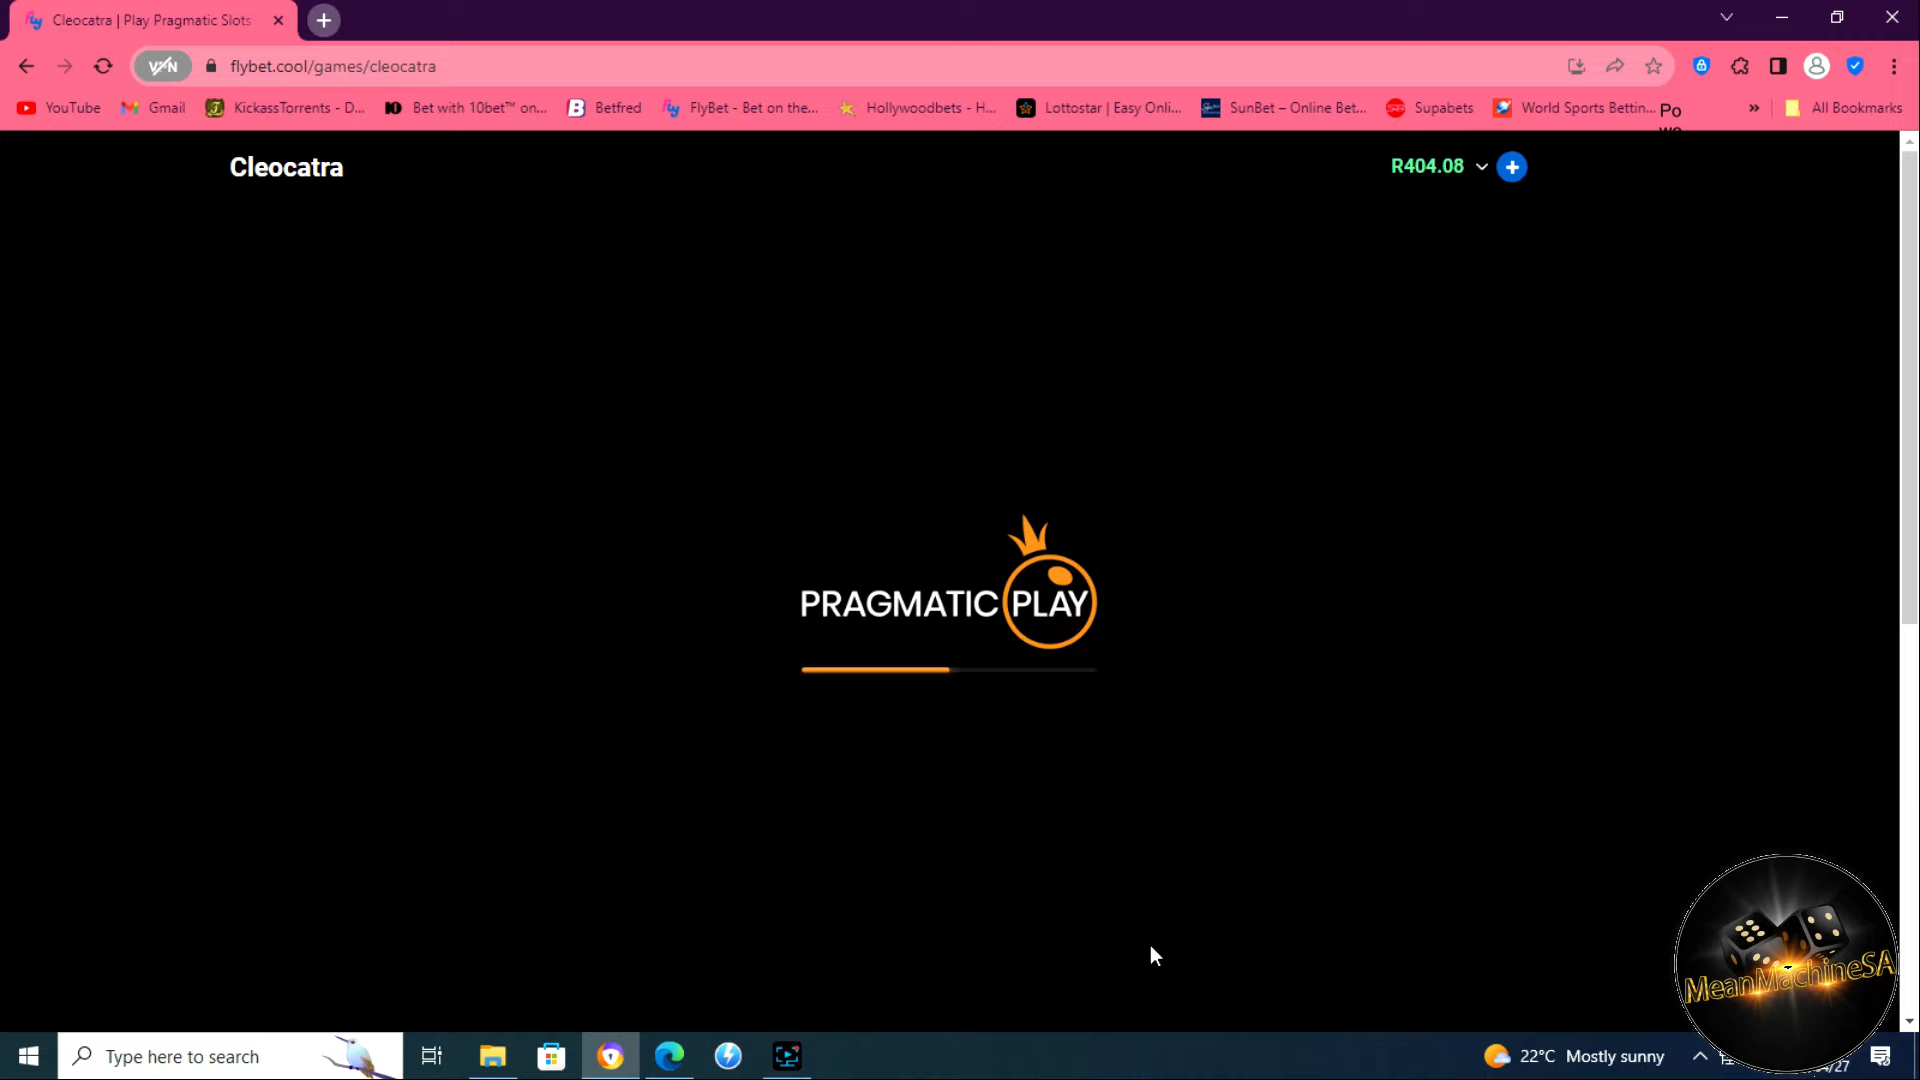 Cleocatra | Play Pragmatic Slots
VPN
flybet.cool/games/cleocatra
YouTube
Gmail
KickassTorrents - D...
Bet with 10bet™ on...
Betfred
FlyBet - Bet on the...
Hollywoodbets - H...
Lottostar | Easy Onli...
SunBet – Online Bet...
Supabets
World Sports Bettin...
Po
»
All Bookmarks
Cleocatra
R404.08
PRAGMATIC PLAY
MeanMachineSA
Type here to search
22°C Mostly sunny